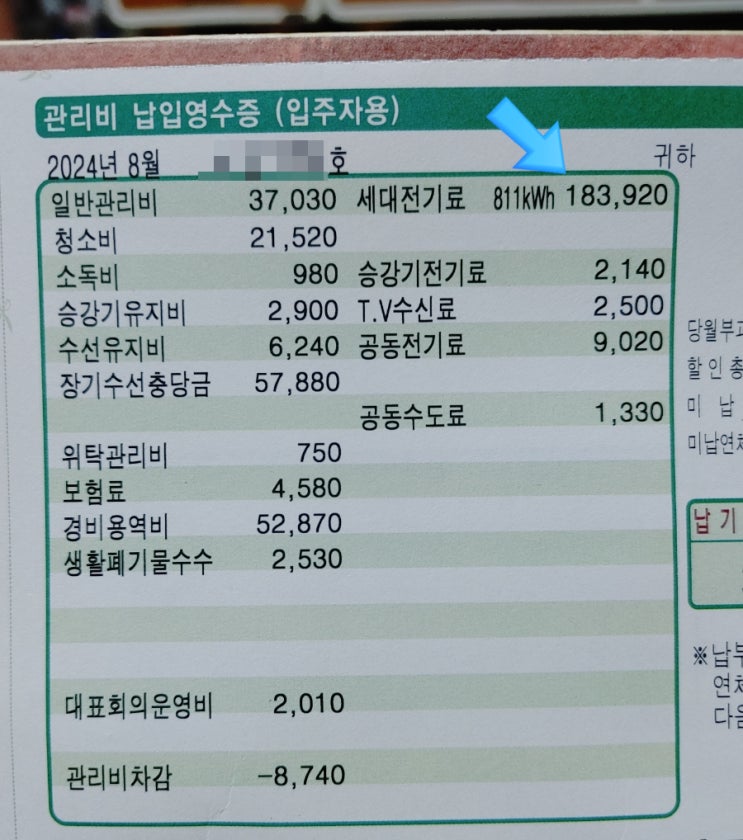 관리비 납입영수증 (입주자용)
2024년 8월 호 귀하
일반관리비 37,030 세대전기료 811kWh 183,920
청소비 21,520
소독비 980 승강기전기료 2,140
승강기유지비 2,900 T.V수신료 2,500
수선유지비 6,240 공동전기료 9,020
장기수선충당금 57,880
공동수도료 1,330
위탁관리비 750
보험료 4,580
경비용역비 52,870
생활폐기물수수 2,530
대표회의운영비 2,010
관리비차감 -8,740
당월부과
할인총
미 납
미납연체
납 기
※납부
연체
다음